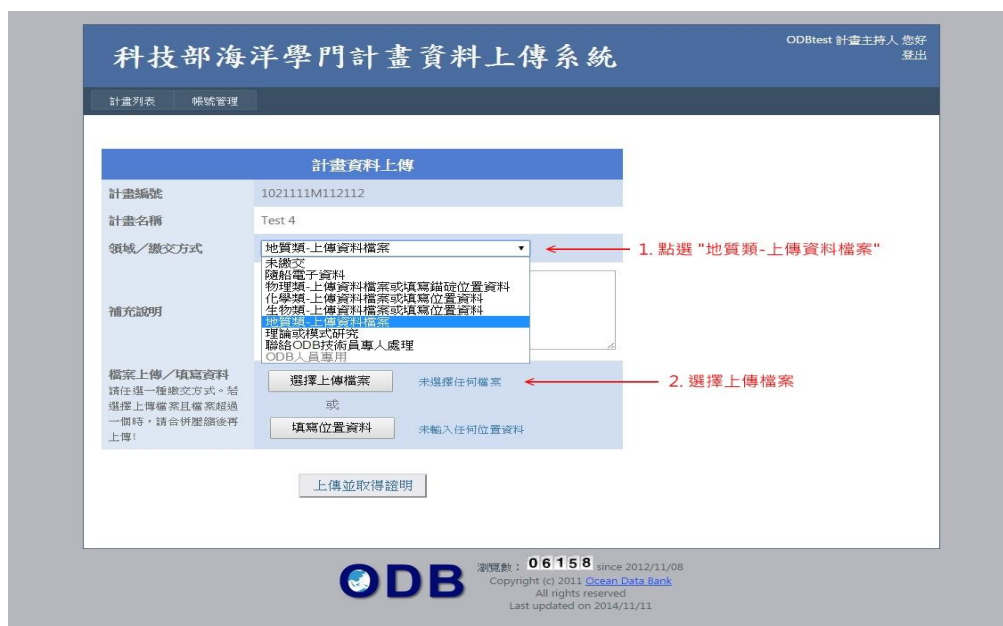 科技部海洋學門計畫資料上傳系統
ODBtest 計畫主持人 您好
登出
計畫列表
帳號管理
計畫資料上傳
計畫編號
1021111M112112
計畫名稱
Test 4
領域／繳交方式
地質類-上傳資料檔案
1. 點選 "地質類-上傳資料檔案"
未繳交
隨船電子資料
物理類-上傳資料檔案或填寫錨碇位置資料
化學類-上傳資料檔案或填寫位置資料
生物類-上傳資料檔案或填寫位置資料
地質類-上傳資料檔案
理論或模式研究
聯絡ODB技術員專人處理
ODB人員專用
補充說明
檔案上傳／填寫資料
請任選一種繳交方式。若
選擇上傳檔案且檔案超過
一個時，請合併壓縮後再
上傳!
選擇上傳檔案
未選擇任何檔案
2. 選擇上傳檔案
或
填寫位置資料
未輸入任何位置資料
上傳並取得證明
ODB
瀏覽數： 06158 since 2012/11/08
Copyright (c) 2011 Ocean Data Bank
All rights reserved
Last updated on 2014/11/11